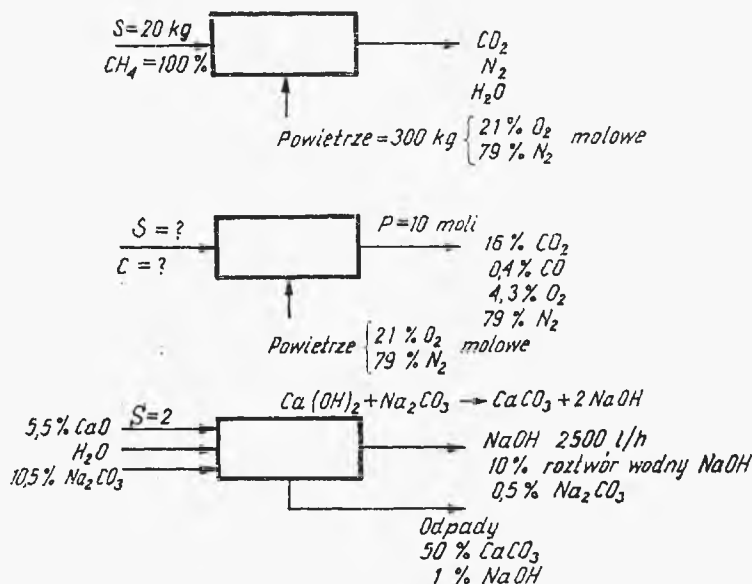 S=20 kg
CH₄=100 %
CO₂
N₂
H₂O
Powietrze=300 kg { 21 % O₂ molowe
79 % N₂
S = ?
C = ?
P=10 moli
16 % CO₂
0,4 % CO
4,3 % O₂
79 % N₂
Powietrze { 21 % O₂ molowe
79 % N₂
Ca(OH)₂+Na₂CO₃ → CaCO₃+2 NaOH
5,5 % CaO
S=2
H₂O
10,5 % Na₂CO₃
NaOH 2500 l/h
10 % roztwór wodny NaOH
0,5 % Na₂CO₃
Odpady
50 % CaCO₃
1 % NaOH